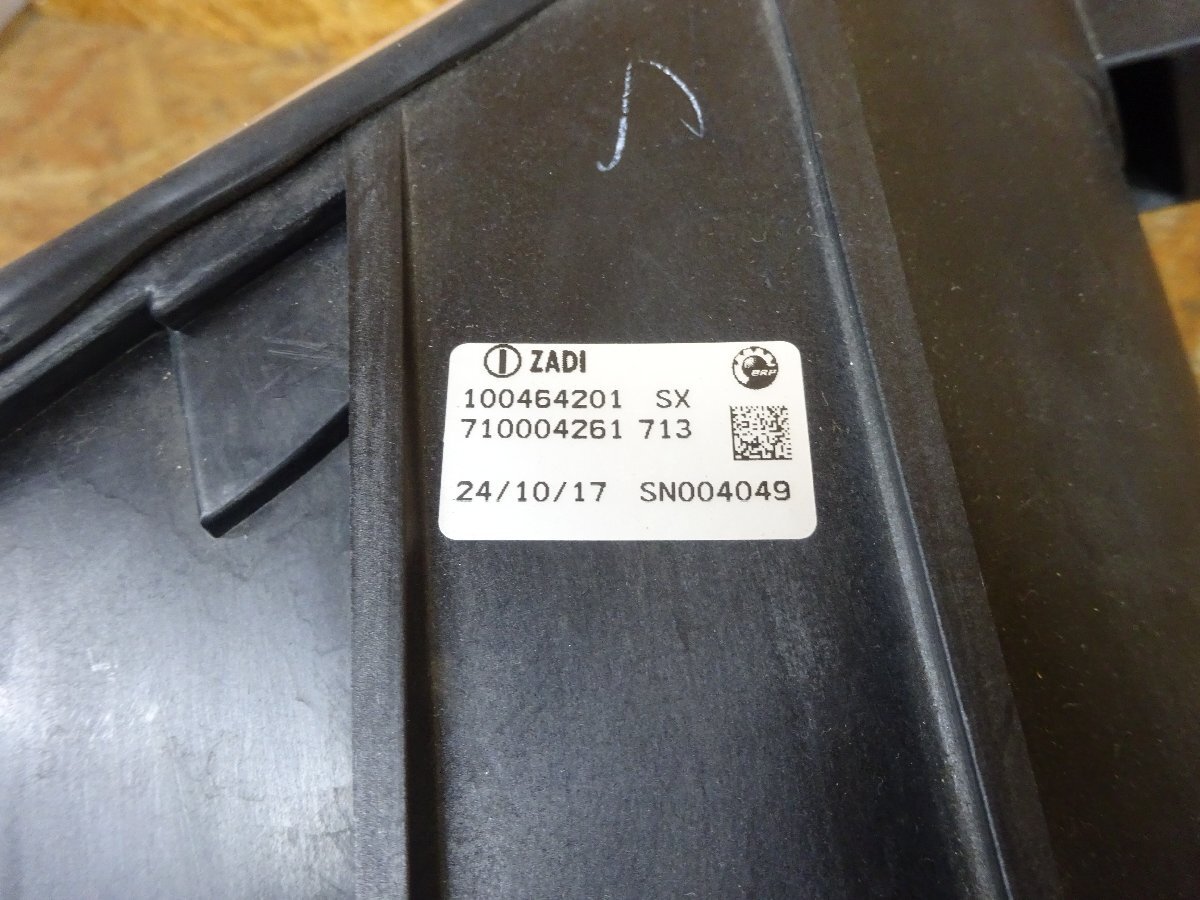 ZADI
BRP
100464201 SX
710004261 713
24/10/17 SN004049